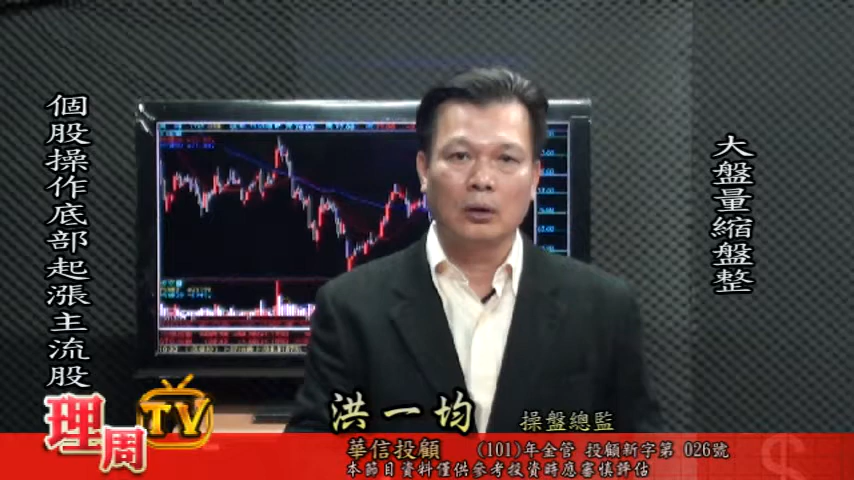 個股操作底部起漲主流股
大盤量縮盤整
理周
TV
洪一均
操盤總監
華信投顧
(101)年金管 投顧新字第 026號
本節目資料僅供參考投資時應審慎評估